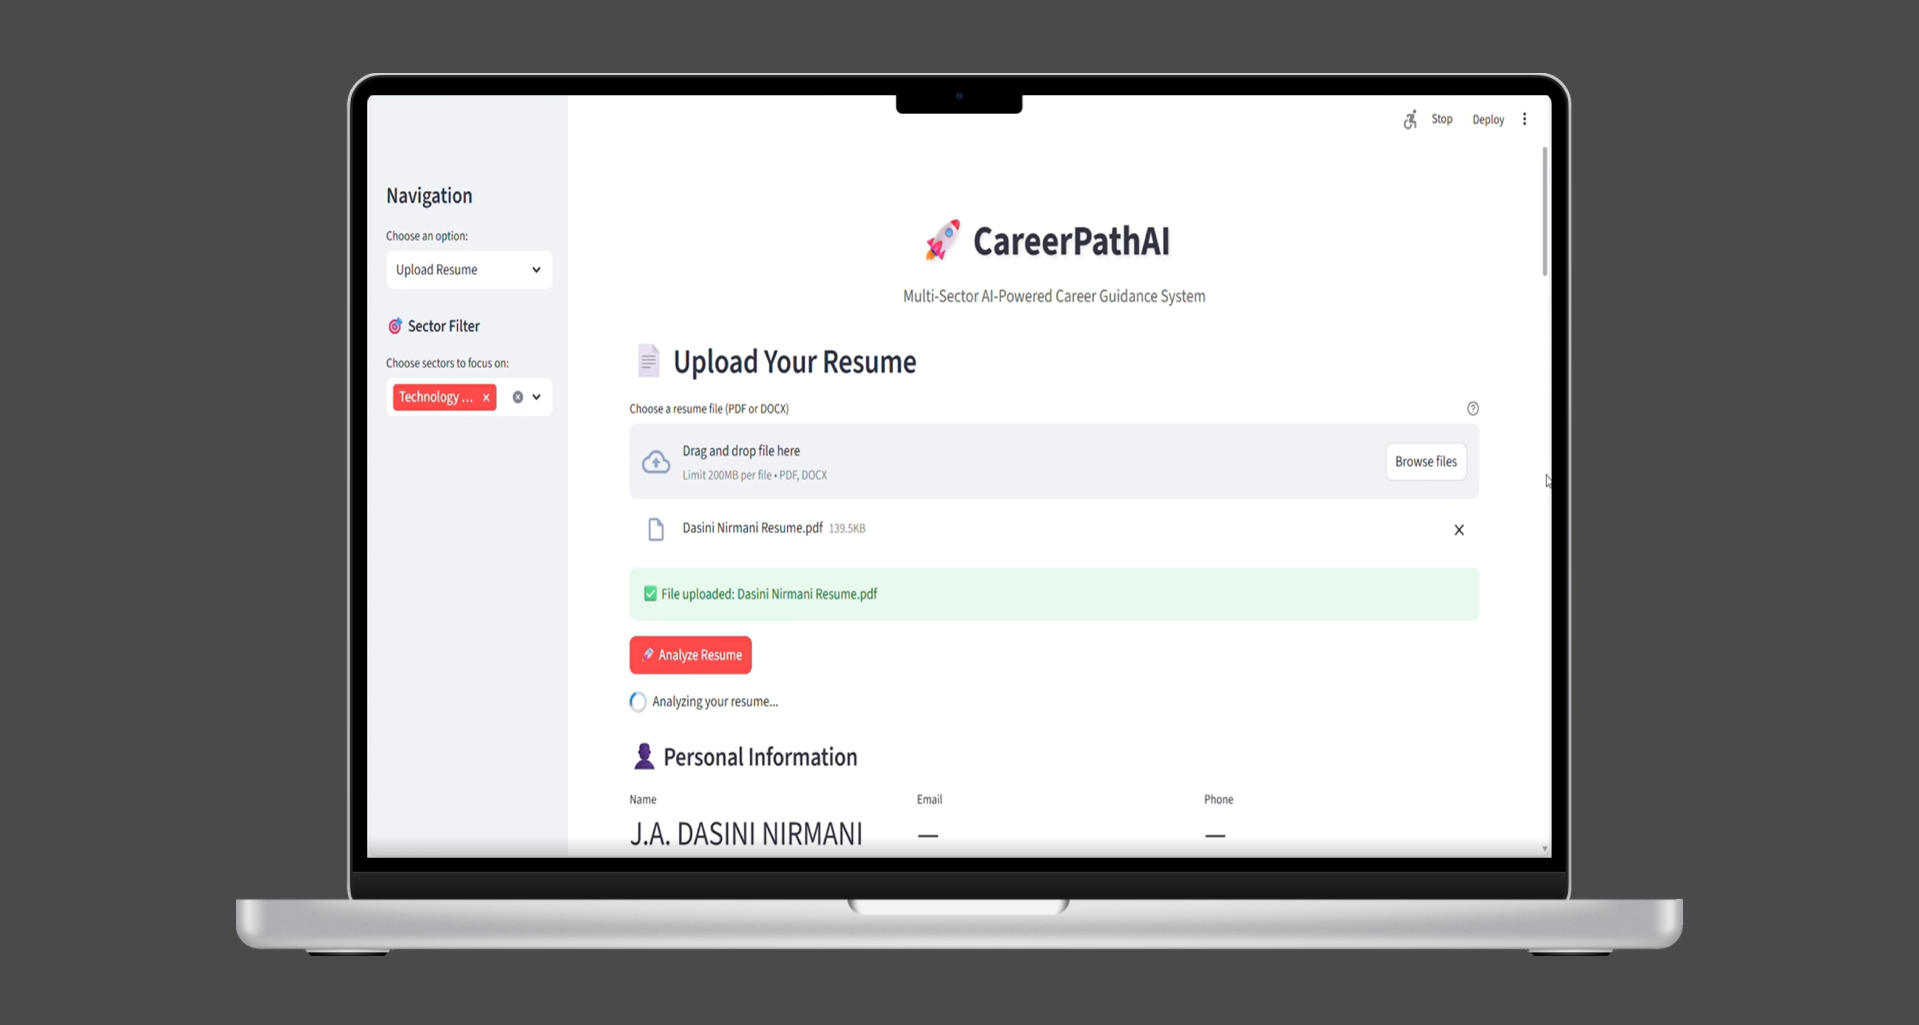 Stop Deploy
Navigation
Choose an option:
Upload Resume
Sector Filter
Choose sectors to focus on:
Technology ...
CareerPathAI
Multi-Sector AI-Powered Career Guidance System
Upload Your Resume
Choose a resume file (PDF or DOCX)
Drag and drop file here
Limit 200MB per file • PDF, DOCX
Browse files
Dasini Nirmani Resume.pdf 139.5KB
File uploaded: Dasini Nirmani Resume.pdf
Analyze Resume
Analyzing your resume...
Personal Information
Name Email Phone
J.A. DASINI NIRMANI — —